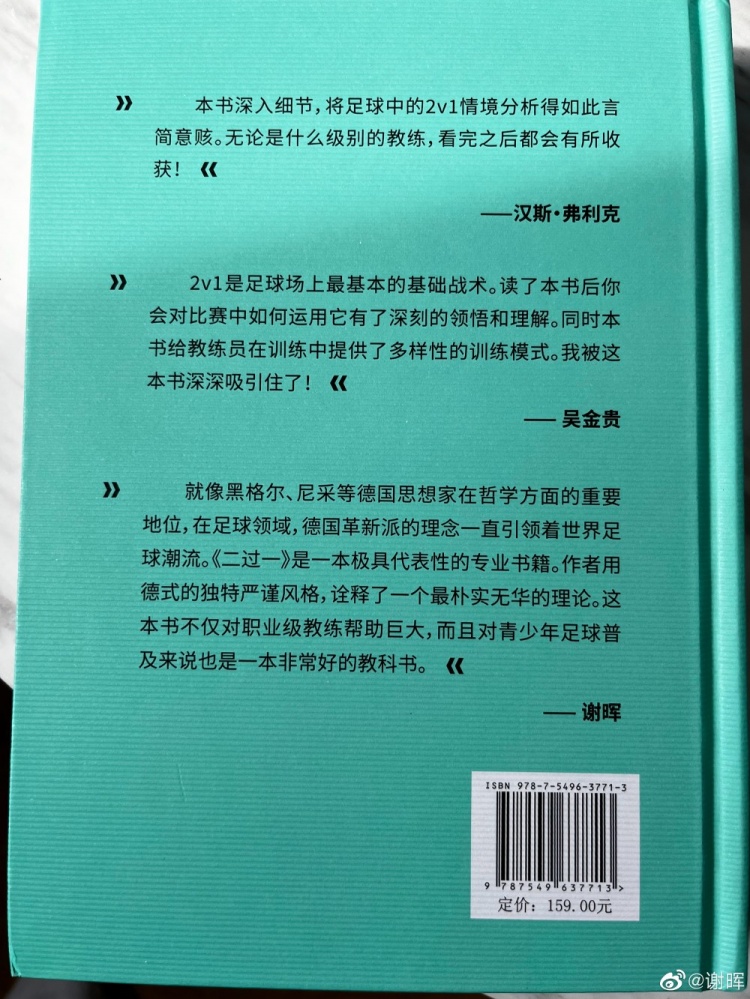 » 本书深入细节，将足球中的2v1情境分析得如此言
简意赅。无论是什么级别的教练，看完之后都会有所收
获！ «
——汉斯·弗利克
» 2v1是足球场上最基本的基础战术。读了本书后你
会对比赛中如何运用它有了深刻的领悟和理解。同时本
书给教练员在训练中提供了多样性的训练模式。我被这
本书深深吸引住了！ «
—— 吴金贵
» 就像黑格尔、尼采等德国思想家在哲学方面的重要
地位，在足球领域，德国革新派的理念一直引领着世界足
球潮流。《二过一》是一本极具代表性的专业书籍。作者用
德式的独特严谨风格，诠释了一个最朴实无华的理论。这
本书不仅对职业级教练帮助巨大，而且对青少年足球普
及来说也是一本非常好的教科书。 «
—— 谢晖
ISBN 978-7-5496-3771-3
9 787549 637713 >
定价：159.00元
@谢晖